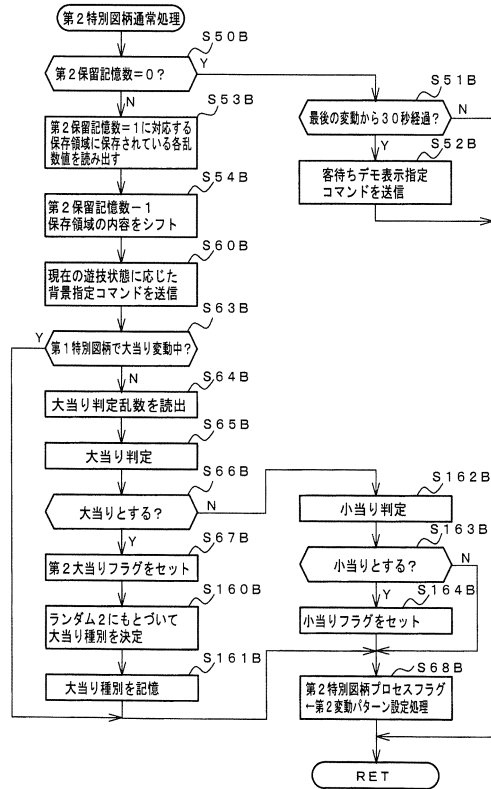 第２特別図柄通常処理
Ｓ５０Ｂ
第２保留記憶数＝０？
Ｙ
Ｎ
Ｓ５１Ｂ
最後の変動から３０秒経過？
Ｎ
Ｙ
Ｓ５２Ｂ
客待ちデモ表示指定
コマンドを送信
Ｓ５３Ｂ
第２保留記憶数＝１に対応する
保存領域に保存されている各乱
数値を読み出す
Ｓ５４Ｂ
第２保留記憶数－１
保存領域の内容をシフト
Ｓ６０Ｂ
現在の遊技状態に応じた
背景指定コマンドを送信
Ｓ６３Ｂ
第１特別図柄で大当り変動中？
Ｙ
Ｎ
Ｓ６４Ｂ
大当り判定乱数を読出
Ｓ６５Ｂ
大当り判定
Ｓ６６Ｂ
大当りとする？
Ｎ
Ｙ
Ｓ６７Ｂ
第２大当りフラグをセット
Ｓ１６０Ｂ
ランダム２にもとづいて
大当り種別を決定
Ｓ１６１Ｂ
大当り種別を記憶
Ｓ１６２Ｂ
小当り判定
Ｓ１６３Ｂ
小当りとする？
Ｎ
Ｙ
Ｓ１６４Ｂ
小当りフラグをセット
Ｓ６８Ｂ
第２特別図柄プロセスフラグ
←第２変動パターン設定処理
ＲＥＴ